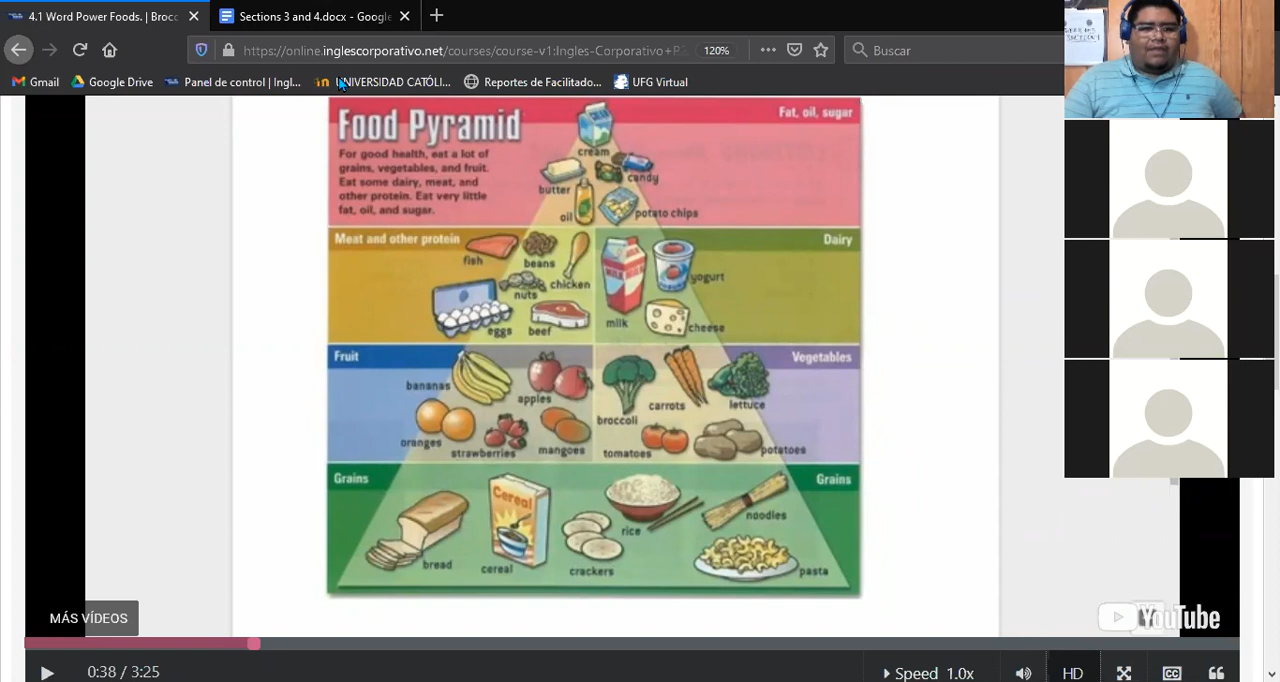 4.1 Word Power Foods. | Brocc
Sections 3 and 4.docx - Google
https://online.inglescorporativo.net/courses/course-v1:Ingles-Corporativo+P
120%
Buscar
Gmail
Google Drive
Panel de control | Ingl...
UNIVERSIDAD CATÓLI...
Reportes de Facilitado...
UFG Virtual
Food Pyramid
For good health, eat a lot of
grains, vegetables, and fruit.
Eat some dairy, meat, and
other protein. Eat very little
fat, oil, and sugar.
Fat, oil, sugar
cream
butter
candy
oil
potato chips
Meat and other protein
Dairy
fish
beans
chicken
nuts
eggs
beef
MILK
milk
yogurt
cheese
Fruit
Vegetables
bananas
apples
oranges
strawberries
mangoes
broccoli
carrots
lettuce
tomatoes
potatoes
Grains
Grains
bread
Cereal
cereal
crackers
rice
noodles
pasta
MÁS VÍDEOS
YouTube
0:38 / 3:25
Speed 1.0x
HD
CC